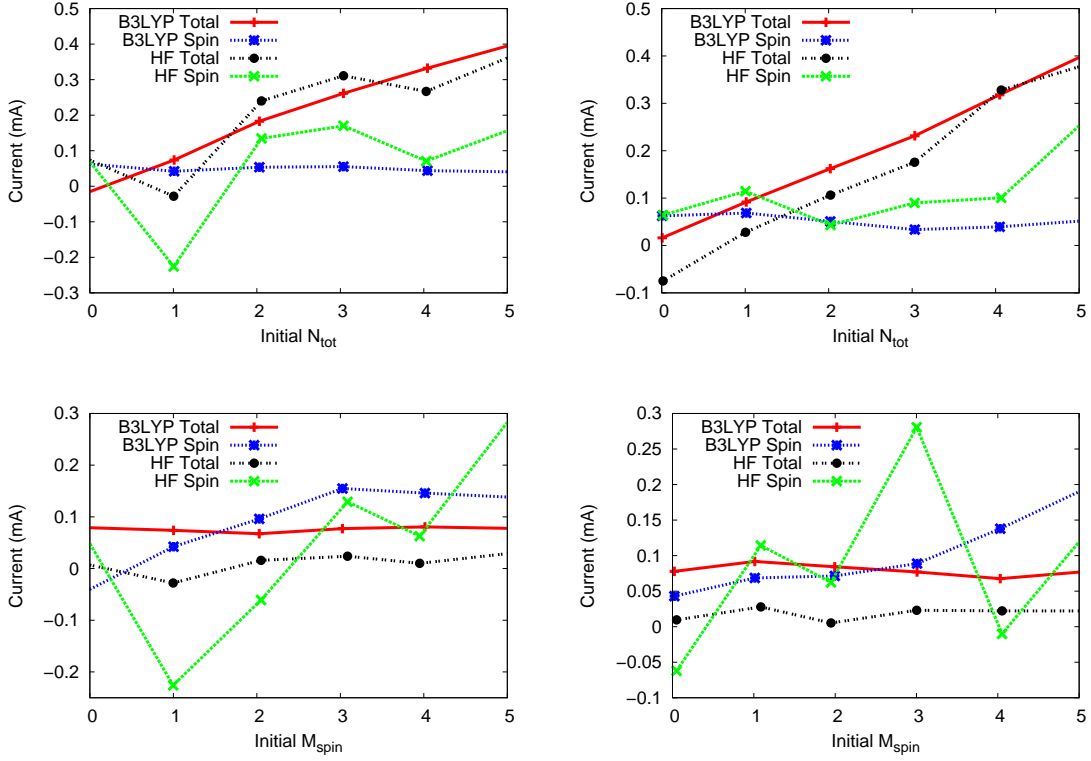 B3LYP Total
B3LYP Spin
HF Total
HF Spin
0.5
0.4
0.3
0.2
0.1
0
−0.1
−0.2
−0.3
Current (mA)
0 1 2 3 4 5
Initial N_tot
B3LYP Total
B3LYP Spin
HF Total
HF Spin
0.5
0.4
0.3
0.2
0.1
0
−0.1
Current (mA)
0 1 2 3 4 5
Initial N_tot
B3LYP Total
B3LYP Spin
HF Total
HF Spin
0.3
0.2
0.1
0
−0.1
−0.2
Current (mA)
0 1 2 3 4 5
Initial M_spin
B3LYP Total
B3LYP Spin
HF Total
HF Spin
0.3
0.25
0.2
0.15
0.1
0.05
0
−0.05
−0.1
Current (mA)
0 1 2 3 4 5
Initial M_spin